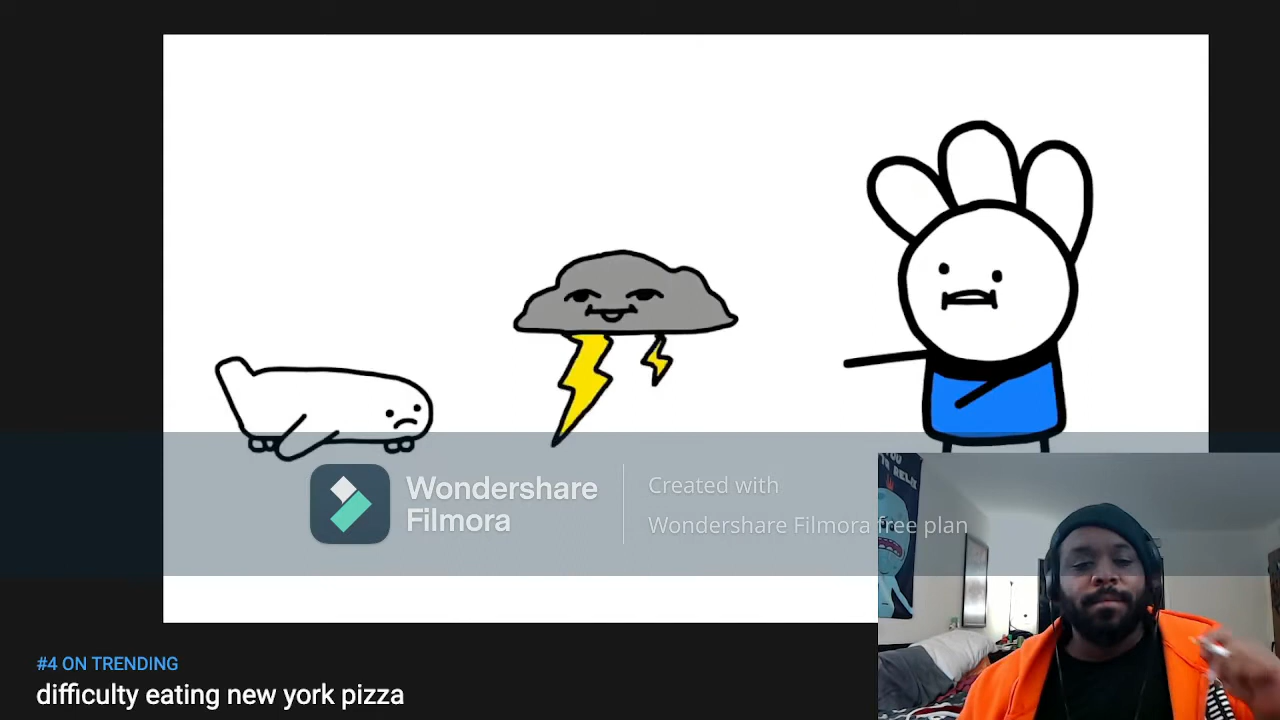 Wondershare
Filmora
Created with
Wondershare Filmora free plan
#4 ON TRENDING
difficulty eating new york pizza